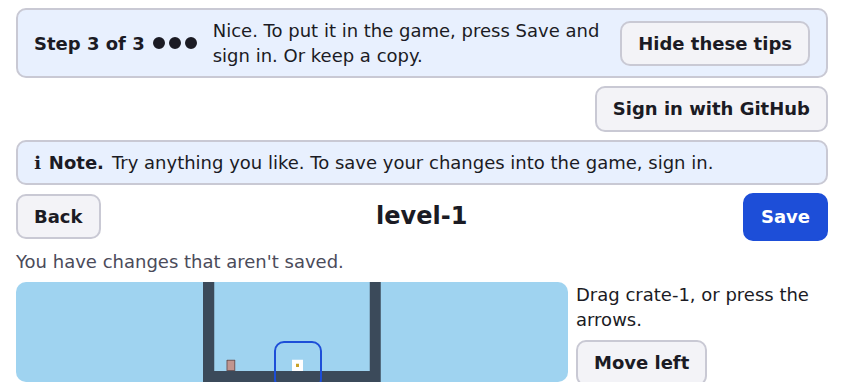 Step 3 of 3
Nice. To put it in the game, press Save and
sign in. Or keep a copy.
Hide these tips
Sign in with GitHub
i Note. Try anything you like. To save your changes into the game, sign in.
Back
level-1
Save
You have changes that aren't saved.
Drag crate-1, or press the
arrows.
Move left